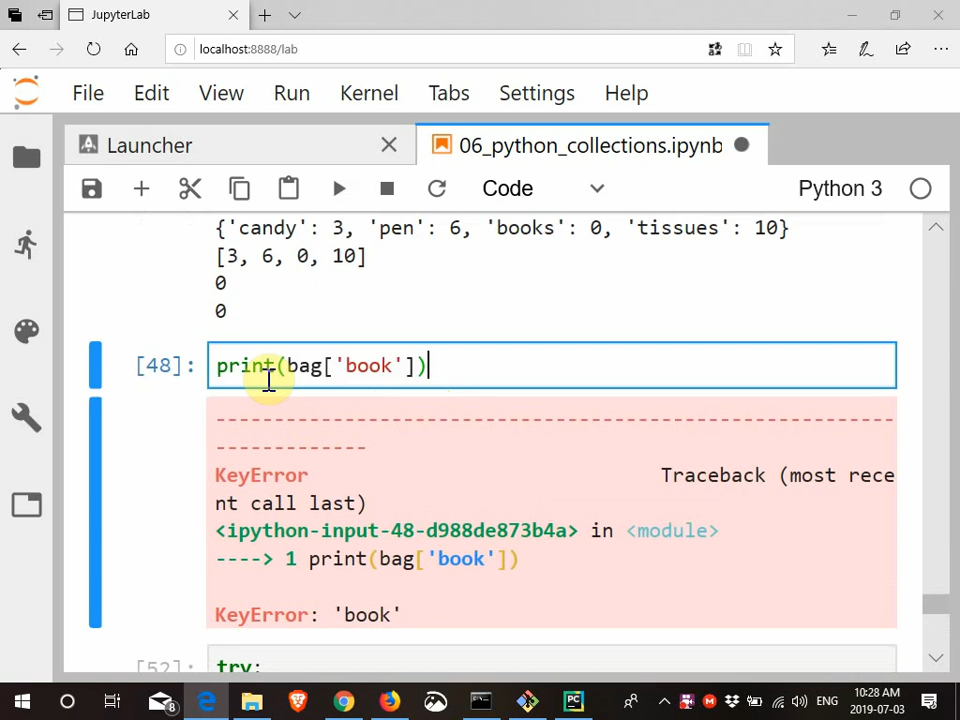 JupyterLab
localhost:8888/lab
File Edit View Run Kernel Tabs Settings Help
Launcher 06_python_collections.ipynb
Code Python 3
{'candy': 3, 'pen': 6, 'books': 0, 'tissues': 10}
[3, 6, 0, 10]
0
0
[48]: print(bag['book'])
---------------------------------------------------------------
-------------
KeyError Traceback (most rece
nt call last)
<ipython-input-48-d988de873b4a> in <module>
----> 1 print(bag['book'])
KeyError: 'book'
[52]: try:
8 ENG 10:28 AM
2019-07-03